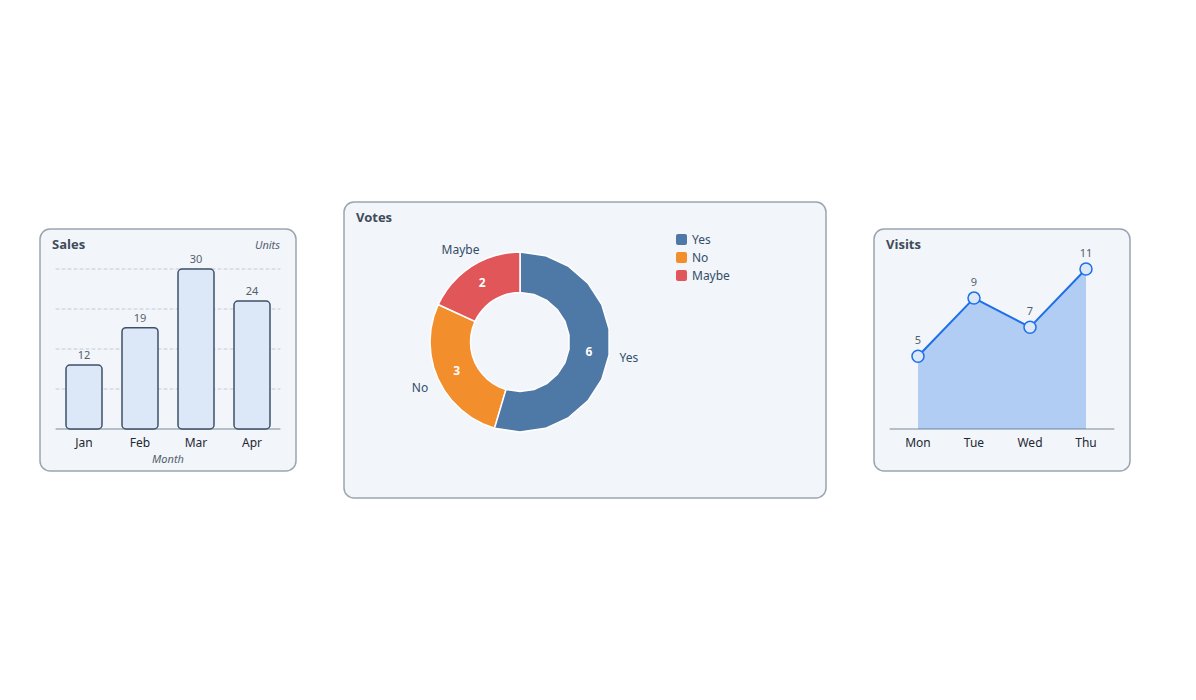 Sales
Units
30
24
19
12
Jan Feb Mar Apr
Month
Votes
Maybe
2
6
Yes
3
No
Yes
No
Maybe
Visits
11
9
7
5
Mon Tue Wed Thu